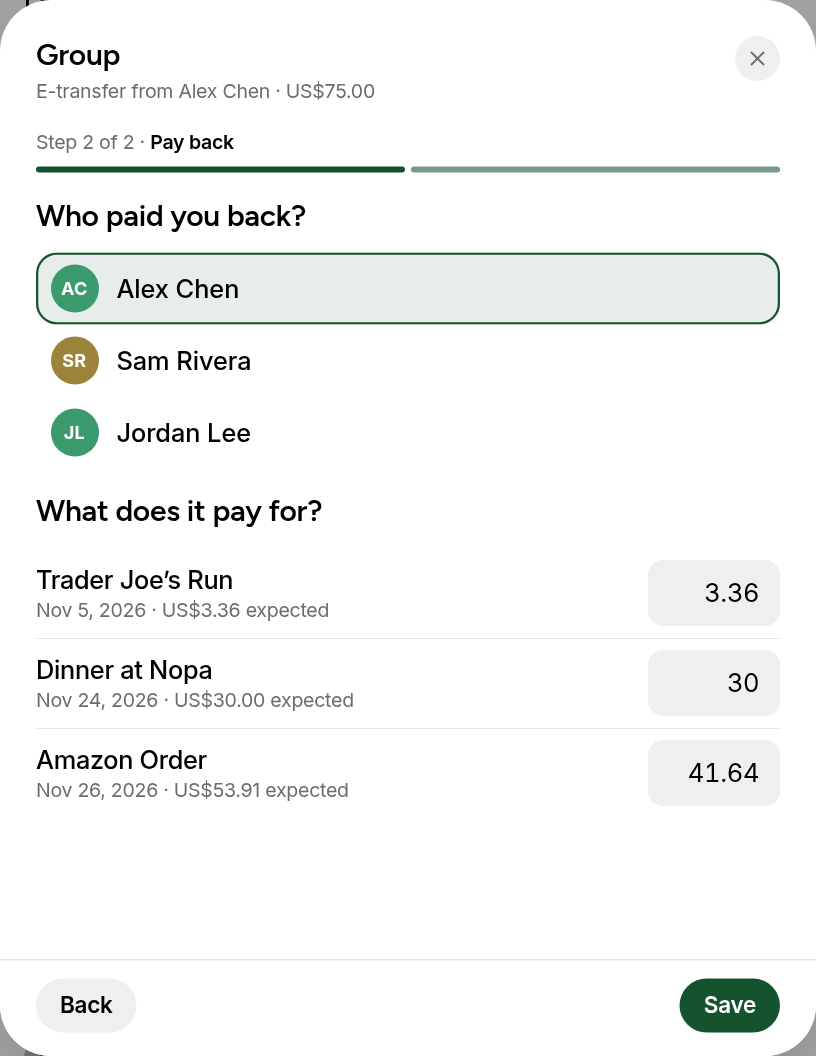 Group
E-transfer from Alex Chen · US$75.00
Step 2 of 2 · Pay back
Who paid you back?
AC Alex Chen
SR Sam Rivera
JL Jordan Lee
What does it pay for?
Trader Joe’s Run
Nov 5, 2026 · US$3.36 expected
3.36
Dinner at Nopa
Nov 24, 2026 · US$30.00 expected
30
Amazon Order
Nov 26, 2026 · US$53.91 expected
41.64
Back
Save